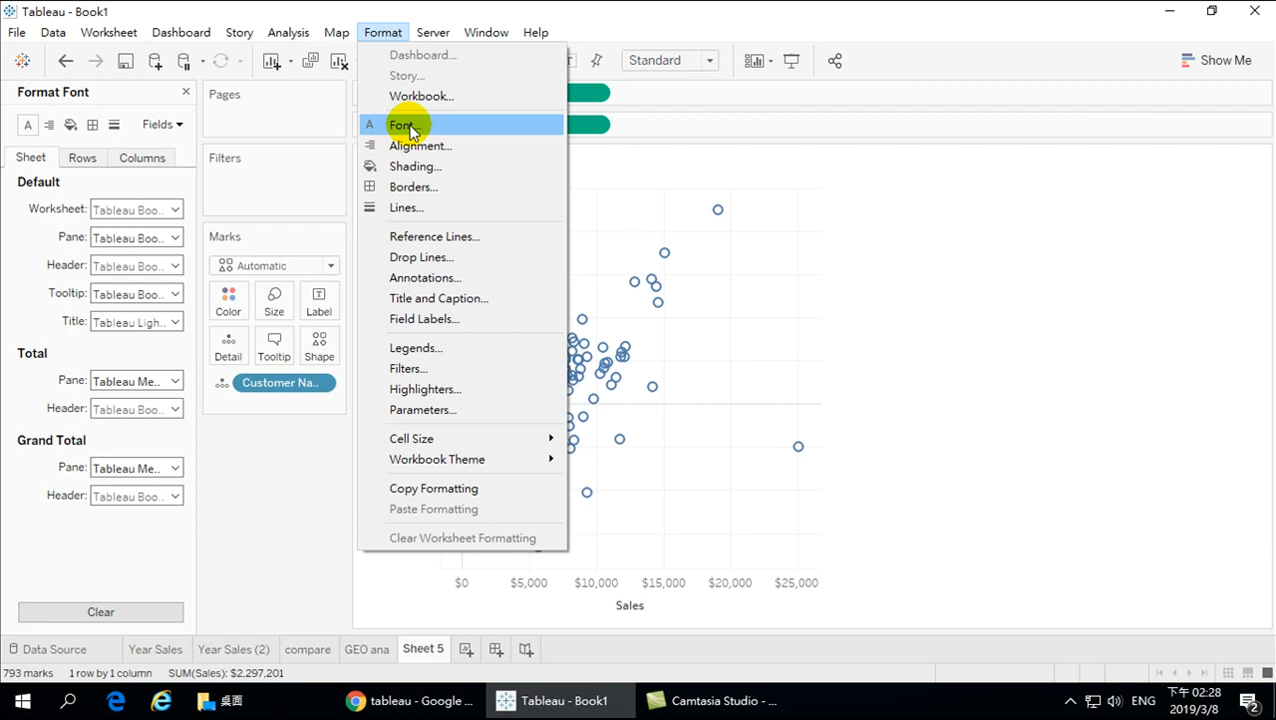 Tableau - Book1
File Data Worksheet Dashboard Story Analysis Map Format Server Window Help
Standard
Show Me
Format Font
Fields
Sheet Rows Columns
Default
Worksheet: Tableau Boo..
Pane: Tableau Boo..
Header: Tableau Boo..
Tooltip: Tableau Boo..
Title: Tableau Ligh..
Total
Pane: Tableau Me..
Header: Tableau Boo..
Grand Total
Pane: Tableau Me..
Header: Tableau Boo..
Clear
Pages
Filters
Marks
Automatic
Color Size Label
Detail Tooltip Shape
Customer Na..
Dashboard...
Story...
Workbook...
Font...
Alignment...
Shading...
Borders...
Lines...
Reference Lines...
Drop Lines...
Annotations...
Title and Caption...
Field Labels...
Legends...
Filters...
Highlighters...
Parameters...
Cell Size
Workbook Theme
Copy Formatting
Paste Formatting
Clear Worksheet Formatting
$0 $5,000 $10,000 $15,000 $20,000 $25,000
Sales
Data Source Year Sales Year Sales (2) compare GEO ana Sheet 5
793 marks 1 row by 1 column SUM(Sales): $2,297,201
桌面 tableau - Google ... Tableau - Book1 Camtasia Studio - ...
ENG
下午 02:28
2019/3/8
2